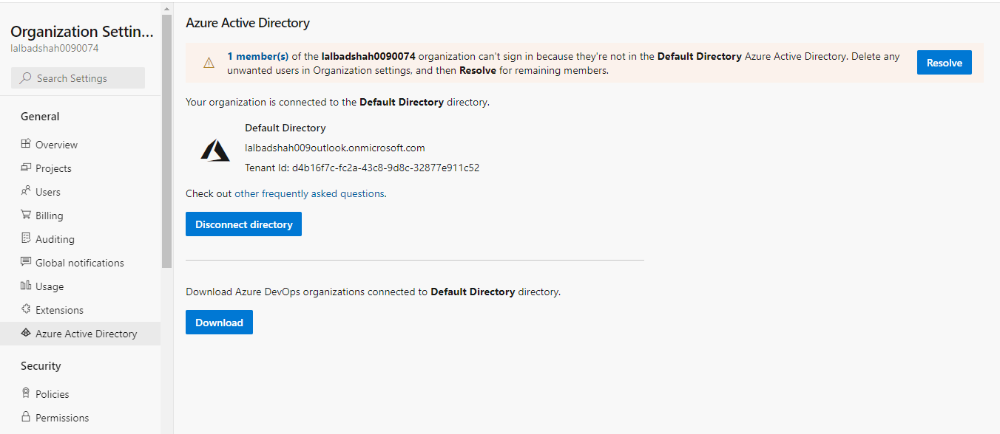 Organization Settin...
lalbadshah0090074
Search Settings
General
Overview
Projects
Users
Billing
Auditing
Global notifications
Usage
Extensions
Azure Active Directory
Security
Policies
Permissions
Azure Active Directory
1 member(s) of the lalbadshah0090074 organization can't sign in because they're not in the Default Directory Azure Active Directory. Delete any
unwanted users in Organization settings, and then Resolve for remaining members.
Resolve
Your organization is connected to the Default Directory directory.
Default Directory
lalbadshah009outlook.onmicrosoft.com
Tenant Id: d4b16f7c-fc2a-43c8-9d8c-32877e911c52
Check out other frequently asked questions.
Disconnect directory
Download Azure DevOps organizations connected to Default Directory directory.
Download